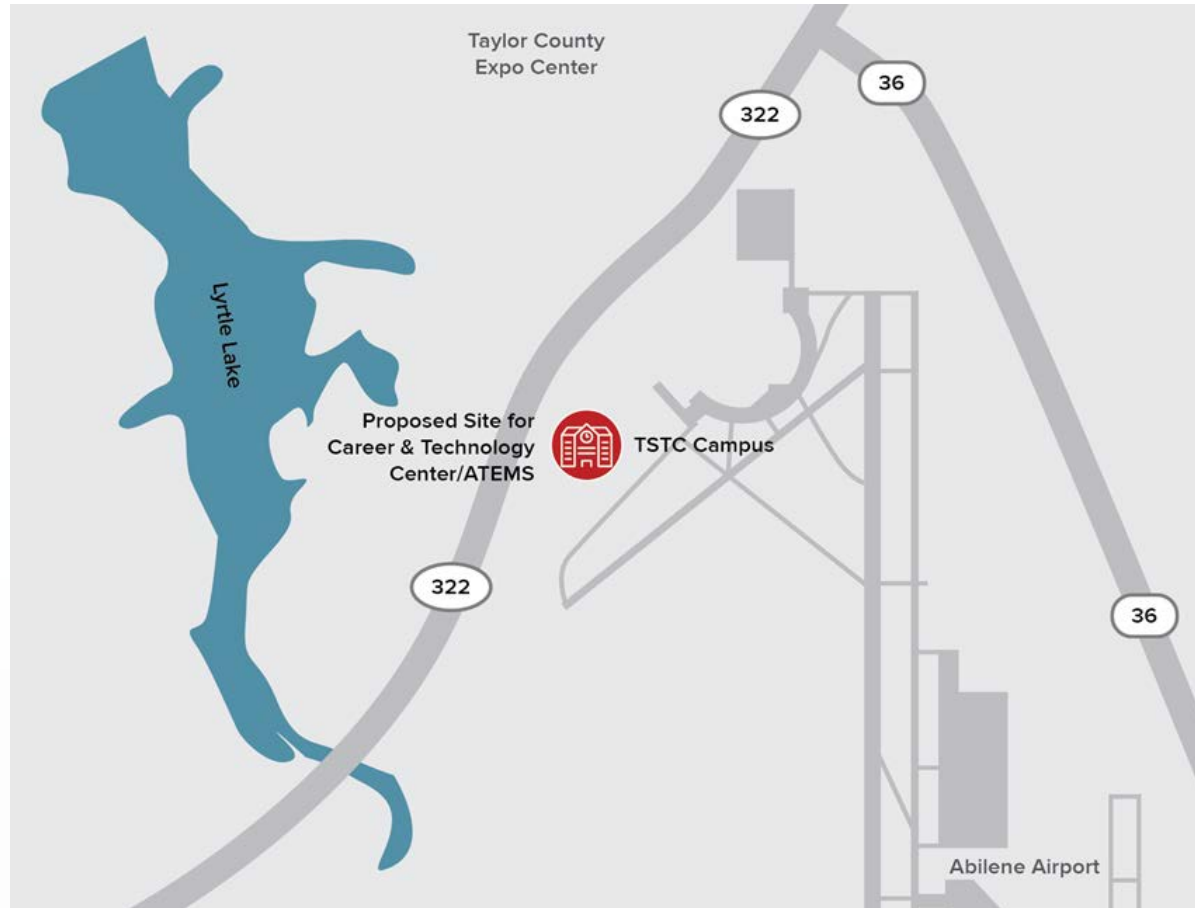 Taylor County
Expo Center
36
322
Lyrtle Lake
Proposed Site for
Career & Technology
Center/ATEMS
TSTC Campus
322
36
Abilene Airport